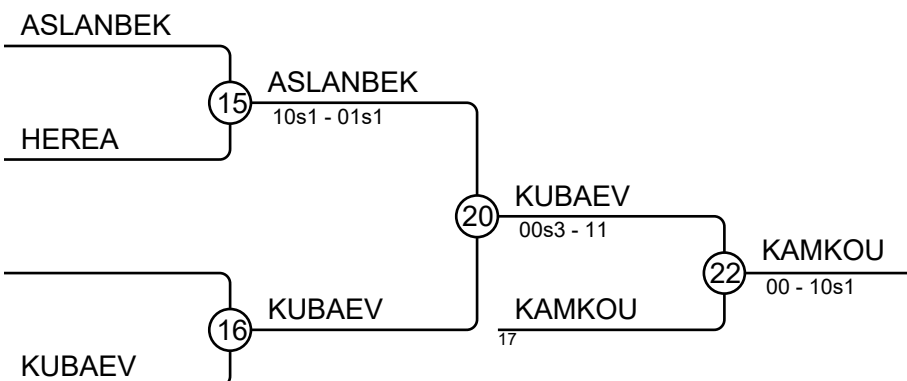 ASLANBEK
15
ASLANBEK
10s1 - 01s1
HEREA
20
KUBAEV
00s3 - 11
22
KAMKOU
00 - 10s1
16
KUBAEV
KAMKOU
17
KUBAEV